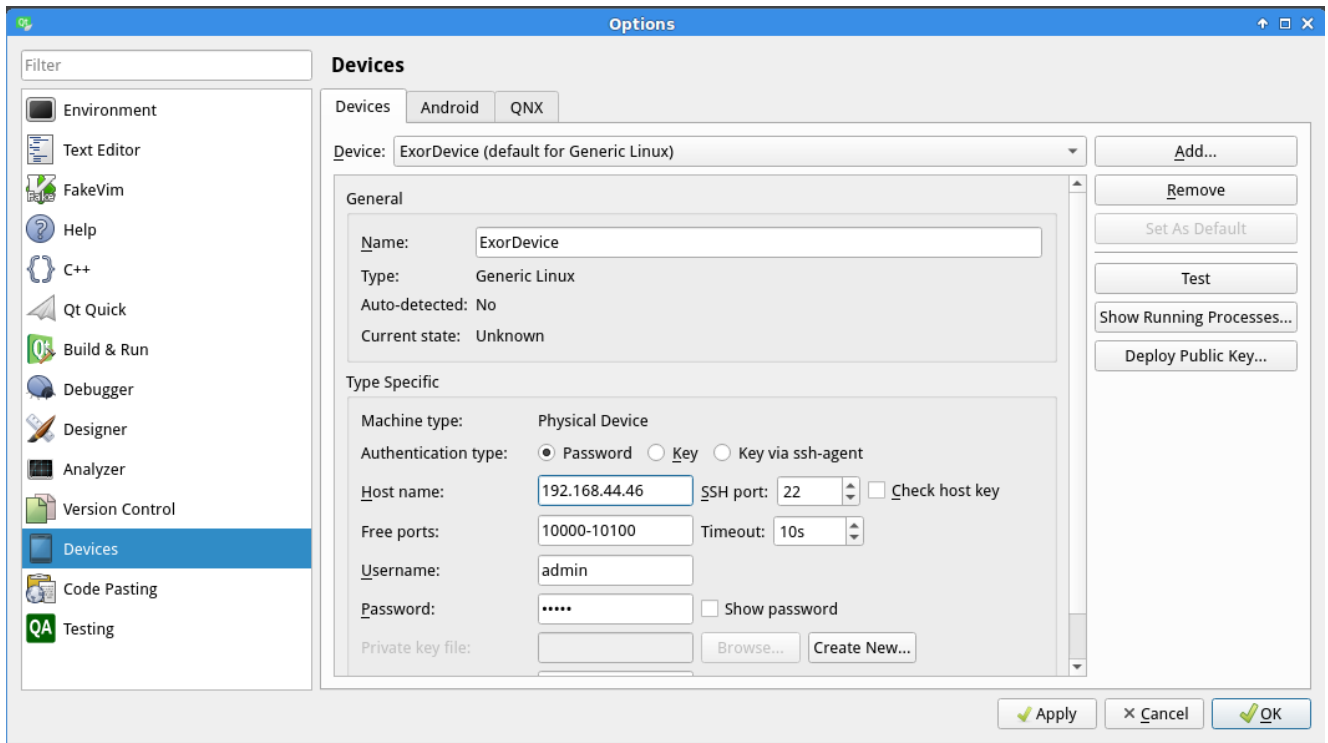 Options
Filter
Environment
Text Editor
FakeVim
Help
C++
Qt Quick
Build & Run
Debugger
Designer
Analyzer
Version Control
Devices
Code Pasting
QA Testing
Devices
Devices Android QNX
Device: ExorDevice (default for Generic Linux)
General
Name: ExorDevice
Type: Generic Linux
Auto-detected: No
Current state: Unknown
Type Specific
Machine type: Physical Device
Authentication type: Password Key Key via ssh-agent
Host name: 192.168.44.46 SSH port: 22 Check host key
Free ports: 10000-10100 Timeout: 10s
Username: admin
Password: ••••• Show password
Private key file: Browse... Create New...
Add...
Remove
Set As Default
Test
Show Running Processes...
Deploy Public Key...
Apply Cancel OK